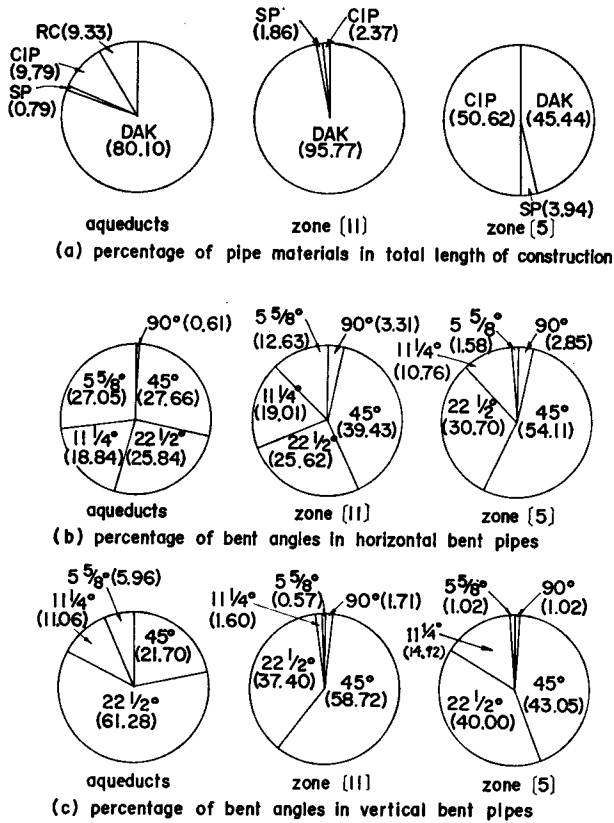 RC(9.33)
CIP
(9.79)
SP
(0.79)
DAK
(80.10)
aqueducts
SP
(1.86)
CIP
(2.37)
DAK
(95.77)
zone [11]
CIP
(50.62)
DAK
(45.44)
SP(3.94)
zone [5]
(a) percentage of pipe materials in total length of construction
90°(0.61)
5 5/8°
(27.05)
45°
(27.66)
11 1/4°
(18.84)
22 1/2°
(25.84)
aqueducts
5 5/8°
(12.63)
90°(3.31)
11 1/4°
(19.01)
45°
(39.43)
22 1/2°
(25.62)
zone [11]
5 5/8°
(1.58)
90°
(2.85)
11 1/4°
(10.76)
22 1/2°
(30.70)
45°
(54.11)
zone [5]
(b) percentage of bent angles in horizontal bent pipes
5 5/8°(5.96)
11 1/4°
(11.06)
45°
(21.70)
22 1/2°
(61.28)
aqueducts
5 5/8°
(0.57)
90°(1.71)
11 1/4°
(1.60)
22 1/2°
(37.40)
45°
(58.72)
zone [11]
5 5/8°
(1.02)
90°
(1.02)
11 1/4°
(14.92)
45°
(43.05)
22 1/2°
(40.00)
zone [5]
(c) percentage of bent angles in vertical bent pipes